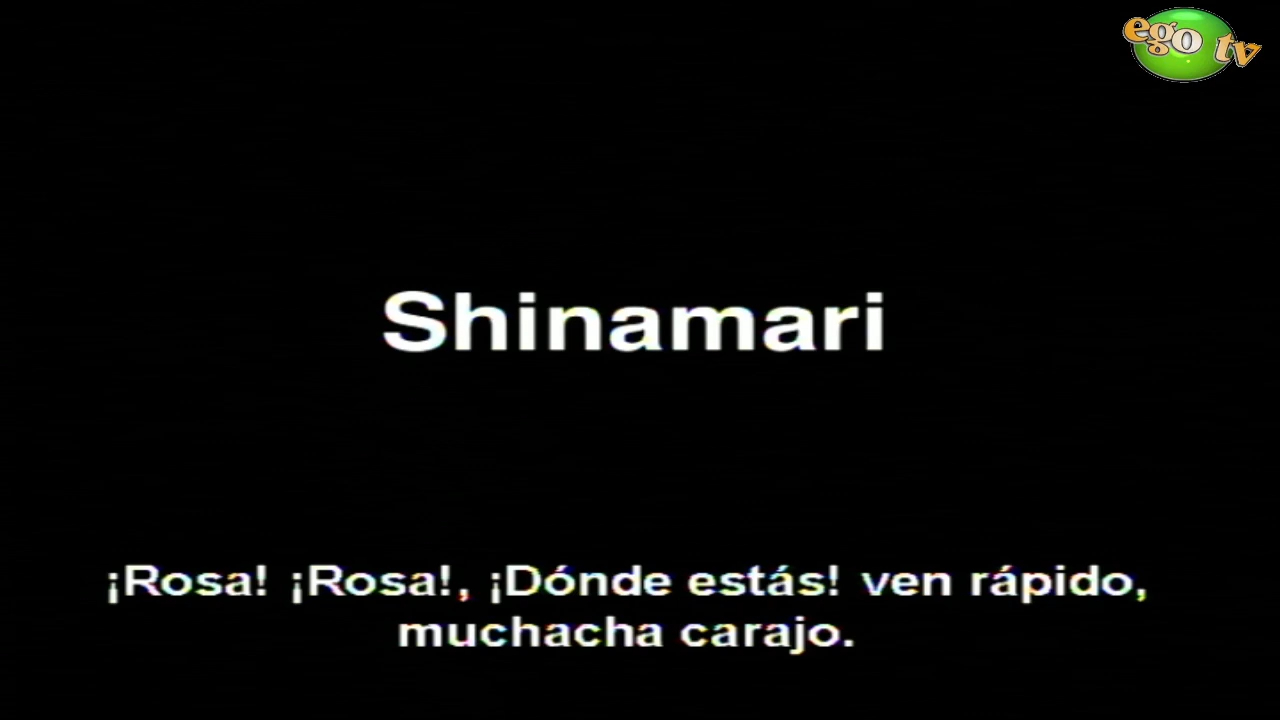 ego tv
Shinamari
¡Rosa! ¡Rosa!, ¡Dónde estás! ven rápido,
muchacha carajo.